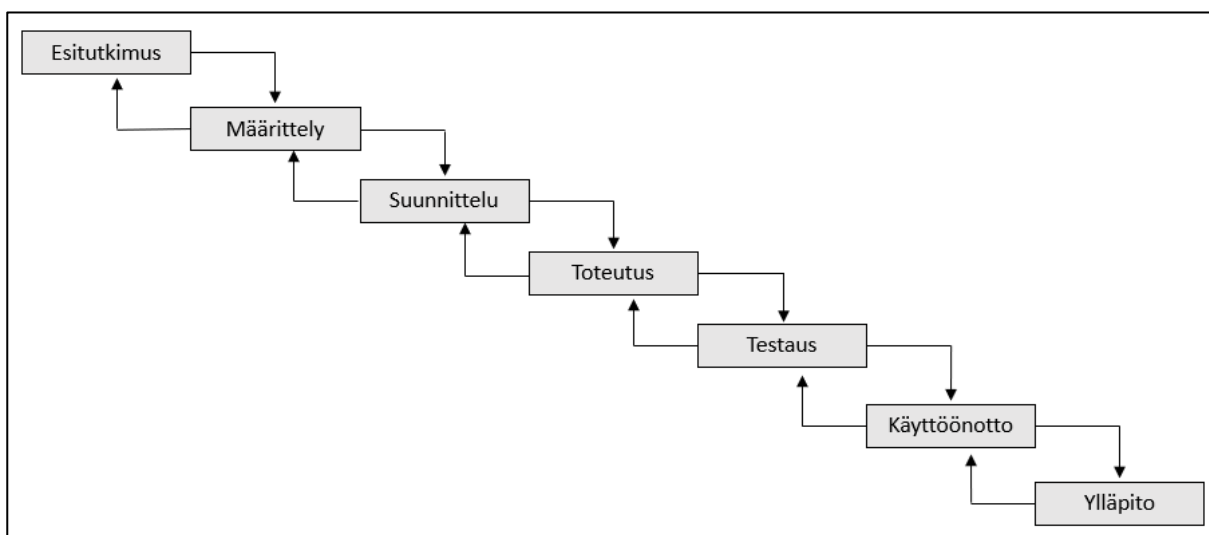 Esitutkimus
Määrittely
Suunnittelu
Toteutus
Testaus
Käyttöönotto
Ylläpito